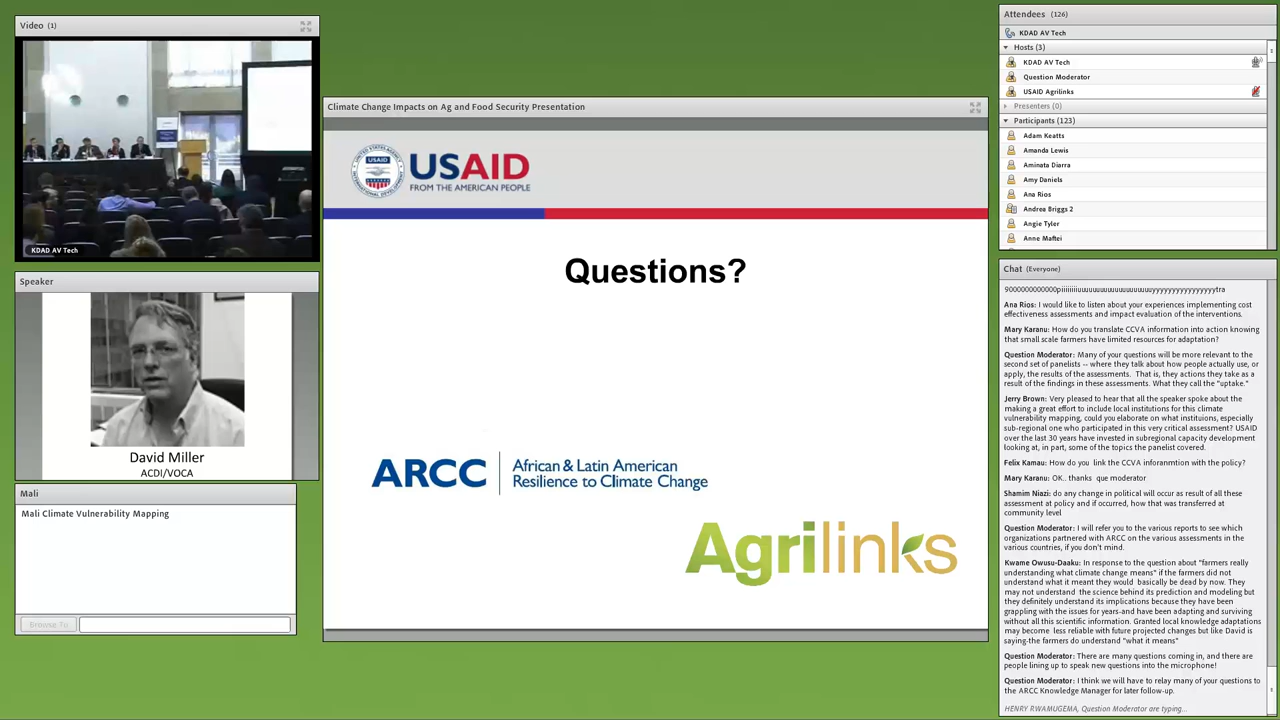 Video (1)
KDAD AV Tech
Speaker
David Miller
ACDI/VOCA
Mali
Mali Climate Vulnerability Mapping
Browse To
Climate Change Impacts on Ag and Food Security Presentation
USAID
USAID
FROM THE AMERICAN PEOPLE
Questions?
ARCC
African & Latin American
Resilience to Climate Change
Agrilinks
Attendees (126)
KDAD AV Tech
Hosts (3)
KDAD AV Tech
Question Moderator
USAID Agrilinks
Presenters (0)
Participants (123)
Adam Keatts
Amanda Lewis
Aminata Diarra
Amy Daniels
Ana Rios
Andrea Briggs 2
Angie Tyler
Anne Maftei
Chat (Everyone)
Ana Rios: I would like to listen about your experiences implementing cost
effectiveness assessments and impact evaluation of the interventions.
Mary Karanu: How do you translate CCVA information into action knowing
that small scale farmers have limited resources for adaptation?
Question Moderator: Many of your questions will be more relevant to the
second set of panelists -- where they talk about how people actually use, or
apply, the results of the assessments. That is, they actions they take as a
result of the findings in these assessments. What they call the "uptake."
Jerry Brown: Very pleased to hear that all the speaker spoke about the
making a great effort to include local institutions for this climate
vulnerability mapping, could you elaborate on what instituions, especially
sub-regional one who participated in this very critical assessment? USAID
over the last 30 years have invested in subregional capacity development
looking at, in part, some of the topics the panelist covered.
Felix Kamau: How do you link the CCVA inforanmtion with the policy?
Mary Karanu: OK.. thanks que moderator
Shamim Niazi: do any change in political will occur as result of all these
assessment at policy and if occurred, how that was transferred at
community level
Question Moderator: I will refer you to the various reports to see which
organizations partnered with ARCC on the various assessments in the
various countries, if you don't mind.
Kwame Owusu-Daaku: In response to the question about "farmers really
understanding what climate change means" if the farmers did not
understand what it meant they would basically be dead by now. They
may not understand the science behind its prediction and modeling but
they definitely understand its implications because they have been
grappling with the issues for years-and have been adapting and surviving
without all this scientific information. Granted local knowledge adaptations
may become less reliable with future projected changes but like David is
saying-the farmers do understand "what it means"
Question Moderator: There are many questions coming in, and there are
people lining up to speak new questions into the microphone!
Question Moderator: I think we will have to relay many of your questions to
the ARCC Knowledge Manager for later follow-up.
HENRY RWAMUGEMA, Question Moderator are typing...